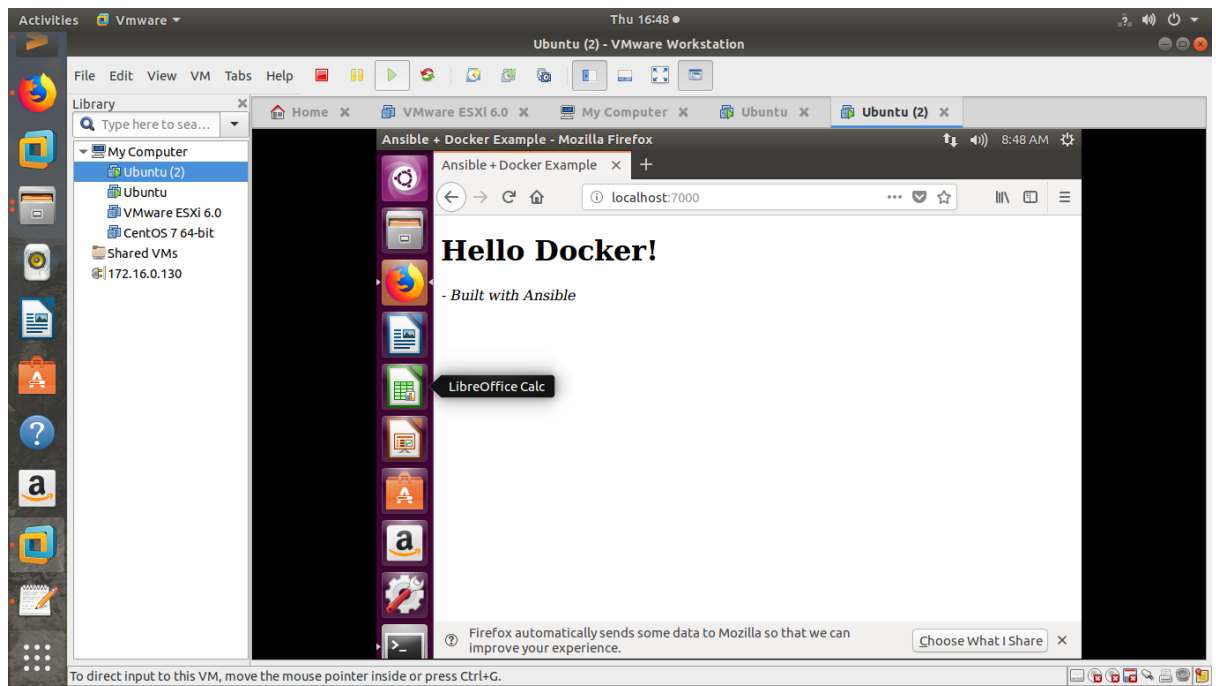 Activities Vmware Thu 16:48
Ubuntu (2) - VMware Workstation
File Edit View VM Tabs Help
Library
Type here to sea...
My Computer
Ubuntu (2)
Ubuntu
VMware ESXi 6.0
CentOS 7 64-bit
Shared VMs
172.16.0.130
Home VMware ESXi 6.0 My Computer Ubuntu Ubuntu (2)
Ansible + Docker Example - Mozilla Firefox 8:48 AM
Ansible + Docker Example
localhost:7000
Hello Docker!
- Built with Ansible
LibreOffice Calc
Firefox automatically sends some data to Mozilla so that we can
improve your experience.
Choose What I Share
To direct input to this VM, move the mouse pointer inside or press Ctrl+G.